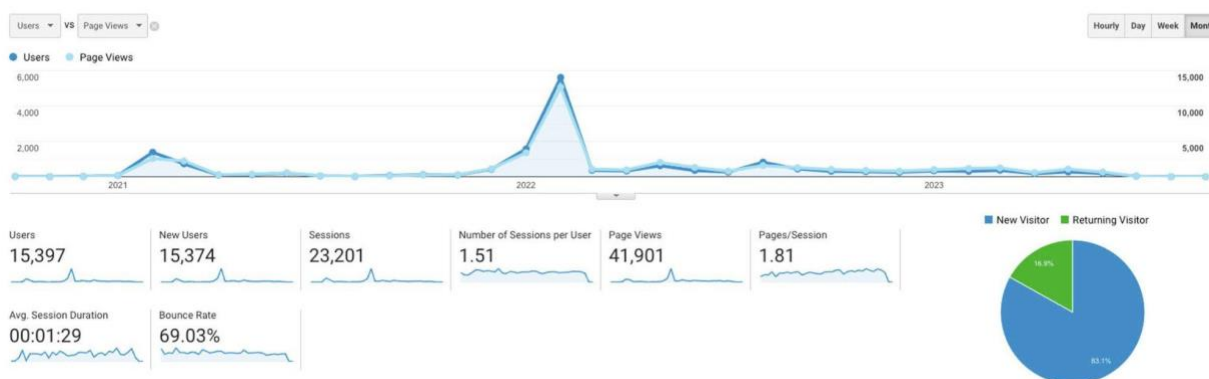 Users VS Page Views
Hourly Day Week Mont
Users Page Views
6,000 15,000
4,000 10,000
2,000 5,000
2021 2022 2023
New Visitor Returning Visitor
Users New Users Sessions Number of Sessions per User Page Views Pages/Session
15,397 15,374 23,201 1.51 41,901 1.81
16.9%
Avg. Session Duration Bounce Rate
00:01:29 69.03%
83.1%